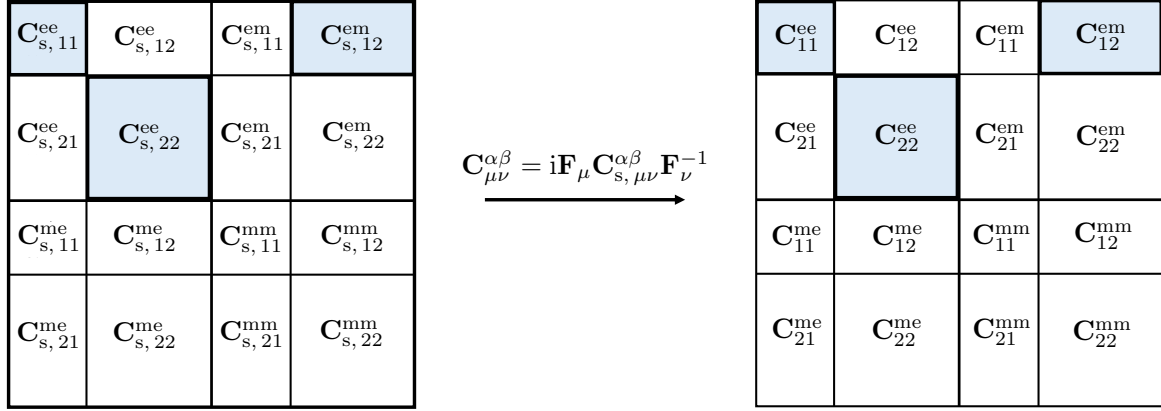 C^{ee}_{s, 11} C^{ee}_{s, 12} C^{em}_{s, 11} C^{em}_{s, 12}
C^{ee}_{s, 21} C^{ee}_{s, 22} C^{em}_{s, 21} C^{em}_{s, 22}
C^{me}_{s, 11} C^{me}_{s, 12} C^{mm}_{s, 11} C^{mm}_{s, 12}
C^{me}_{s, 21} C^{me}_{s, 22} C^{mm}_{s, 21} C^{mm}_{s, 22}
C^{αβ}_{μν} = iF_μ C^{αβ}_{s, μν} F^{−1}_ν
C^{ee}_{11} C^{ee}_{12} C^{em}_{11} C^{em}_{12}
C^{ee}_{21} C^{ee}_{22} C^{em}_{21} C^{em}_{22}
C^{me}_{11} C^{me}_{12} C^{mm}_{11} C^{mm}_{12}
C^{me}_{21} C^{me}_{22} C^{mm}_{21} C^{mm}_{22}